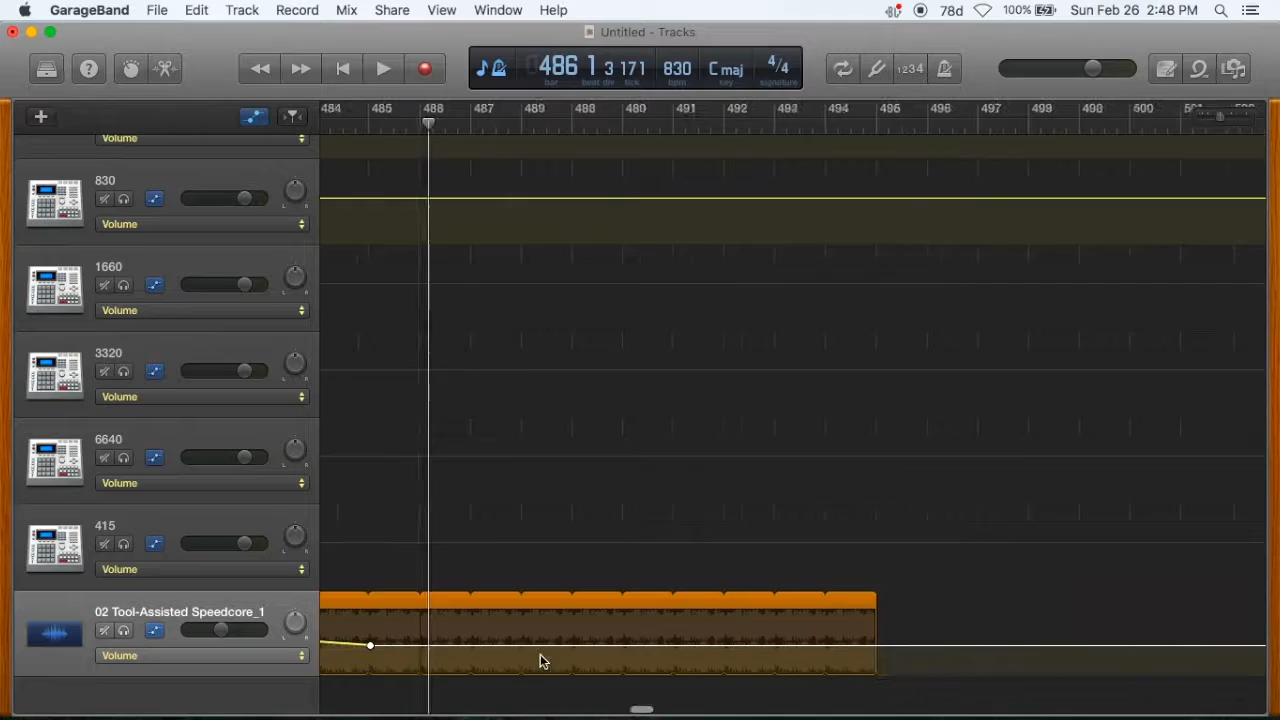 GarageBand File Edit Track Record Mix Share View Window Help 78d 100% Sun Feb 26 2:48 PM
Untitled - Tracks
486 1 3 171 830 C maj 4/4
bar beat div tick bpm key signature
1234
484 485 486 487 488 489 490 491 492 493 494 495 496 497 498 499 500
Volume
830
L R
Volume
1660
L R
Volume
3320
L R
Volume
6640
L R
Volume
415
L R
Volume
02 Tool-Assisted Speedcore_1
L R
Volume